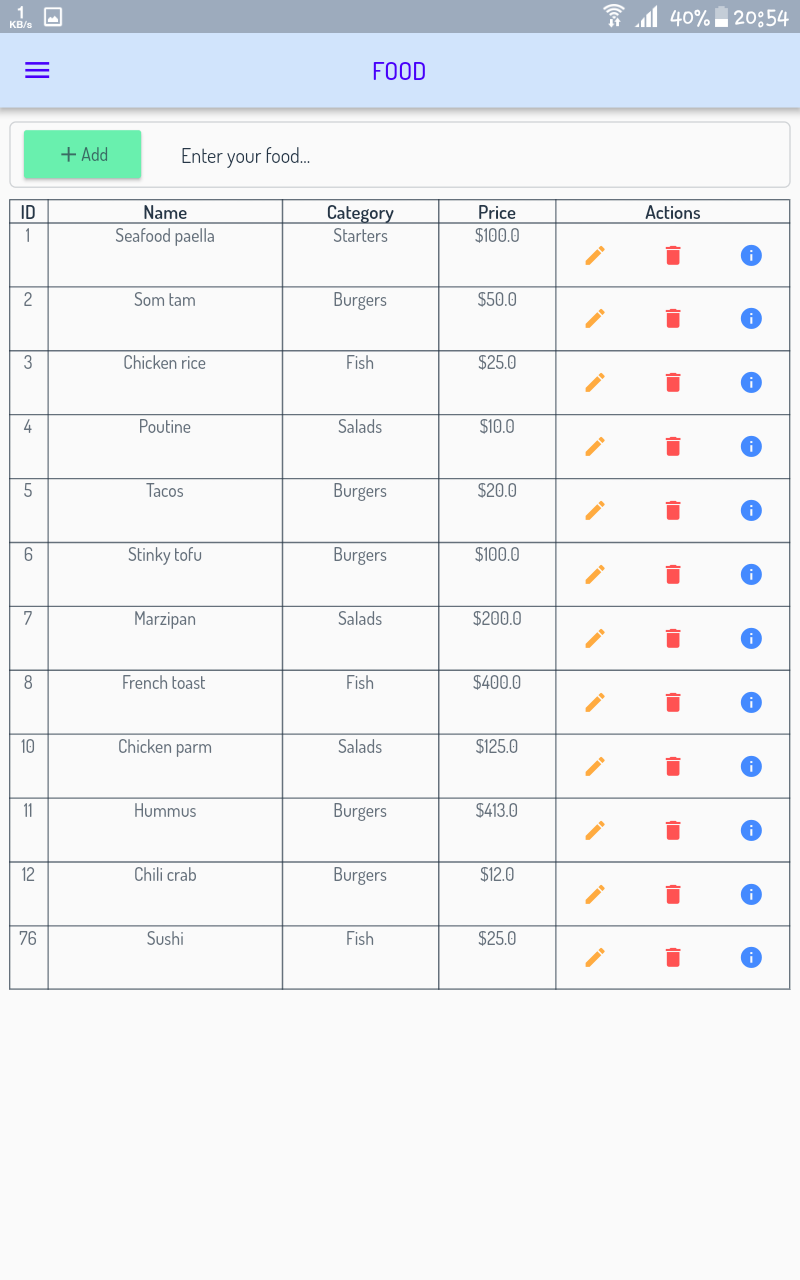 1
KB/s
40% 20:54
FOOD
+ Add Enter your food...
ID Name Category Price Actions
1 Seafood paella Starters $100.0
2 Som tam Burgers $50.0
3 Chicken rice Fish $25.0
4 Poutine Salads $10.0
5 Tacos Burgers $20.0
6 Stinky tofu Burgers $100.0
7 Marzipan Salads $200.0
8 French toast Fish $400.0
10 Chicken parm Salads $125.0
11 Hummus Burgers $413.0
12 Chili crab Burgers $12.0
76 Sushi Fish $25.0